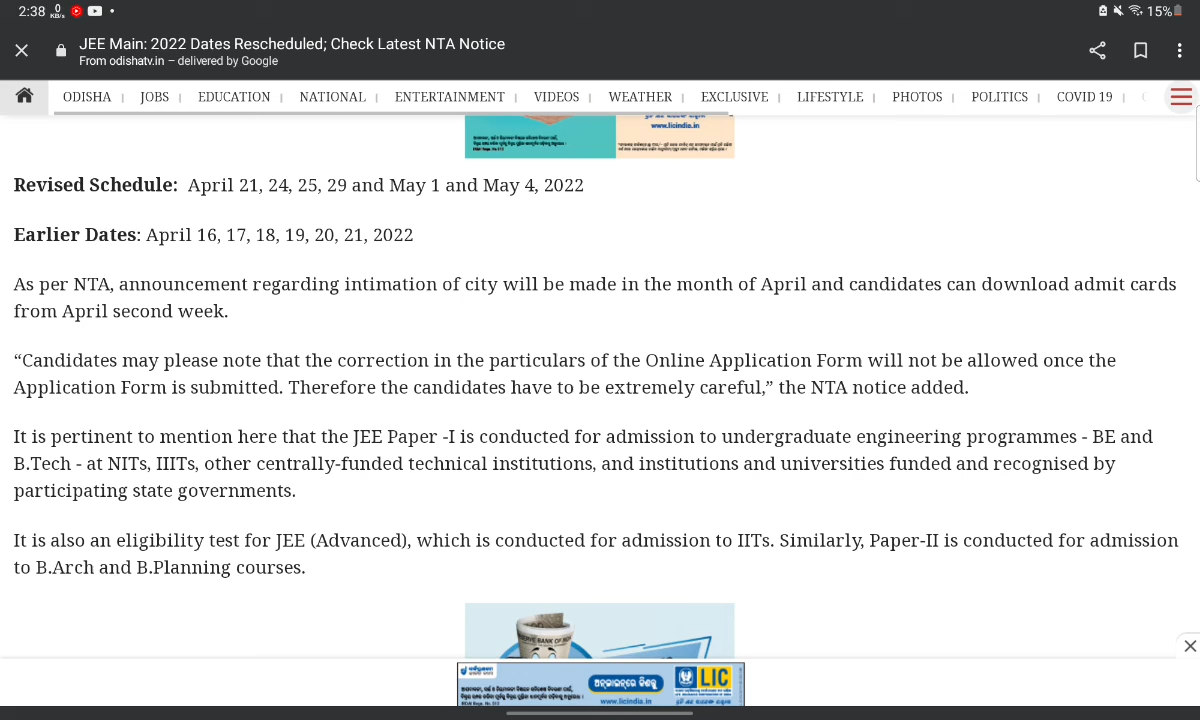 2:38 0 KB/s 15%
JEE Main: 2022 Dates Rescheduled; Check Latest NTA Notice
From odishatv.in – delivered by Google
ODISHA | JOBS | EDUCATION | NATIONAL | ENTERTAINMENT | VIDEOS | WEATHER | EXCLUSIVE | LIFESTYLE | PHOTOS | POLITICS | COVID 19 |
www.licindia.in
Revised Schedule: April 21, 24, 25, 29 and May 1 and May 4, 2022
Earlier Dates: April 16, 17, 18, 19, 20, 21, 2022
As per NTA, announcement regarding intimation of city will be made in the month of April and candidates can download admit cards
from April second week.
“Candidates may please note that the correction in the particulars of the Online Application Form will not be allowed once the
Application Form is submitted. Therefore the candidates have to be extremely careful,” the NTA notice added.
It is pertinent to mention here that the JEE Paper -I is conducted for admission to undergraduate engineering programmes - BE and
B.Tech - at NITs, IIITs, other centrally-funded technical institutions, and institutions and universities funded and recognised by
participating state governments.
It is also an eligibility test for JEE (Advanced), which is conducted for admission to IITs. Similarly, Paper-II is conducted for admission
to B.Arch and B.Planning courses.
BANK OF
LIC
www.licindia.in